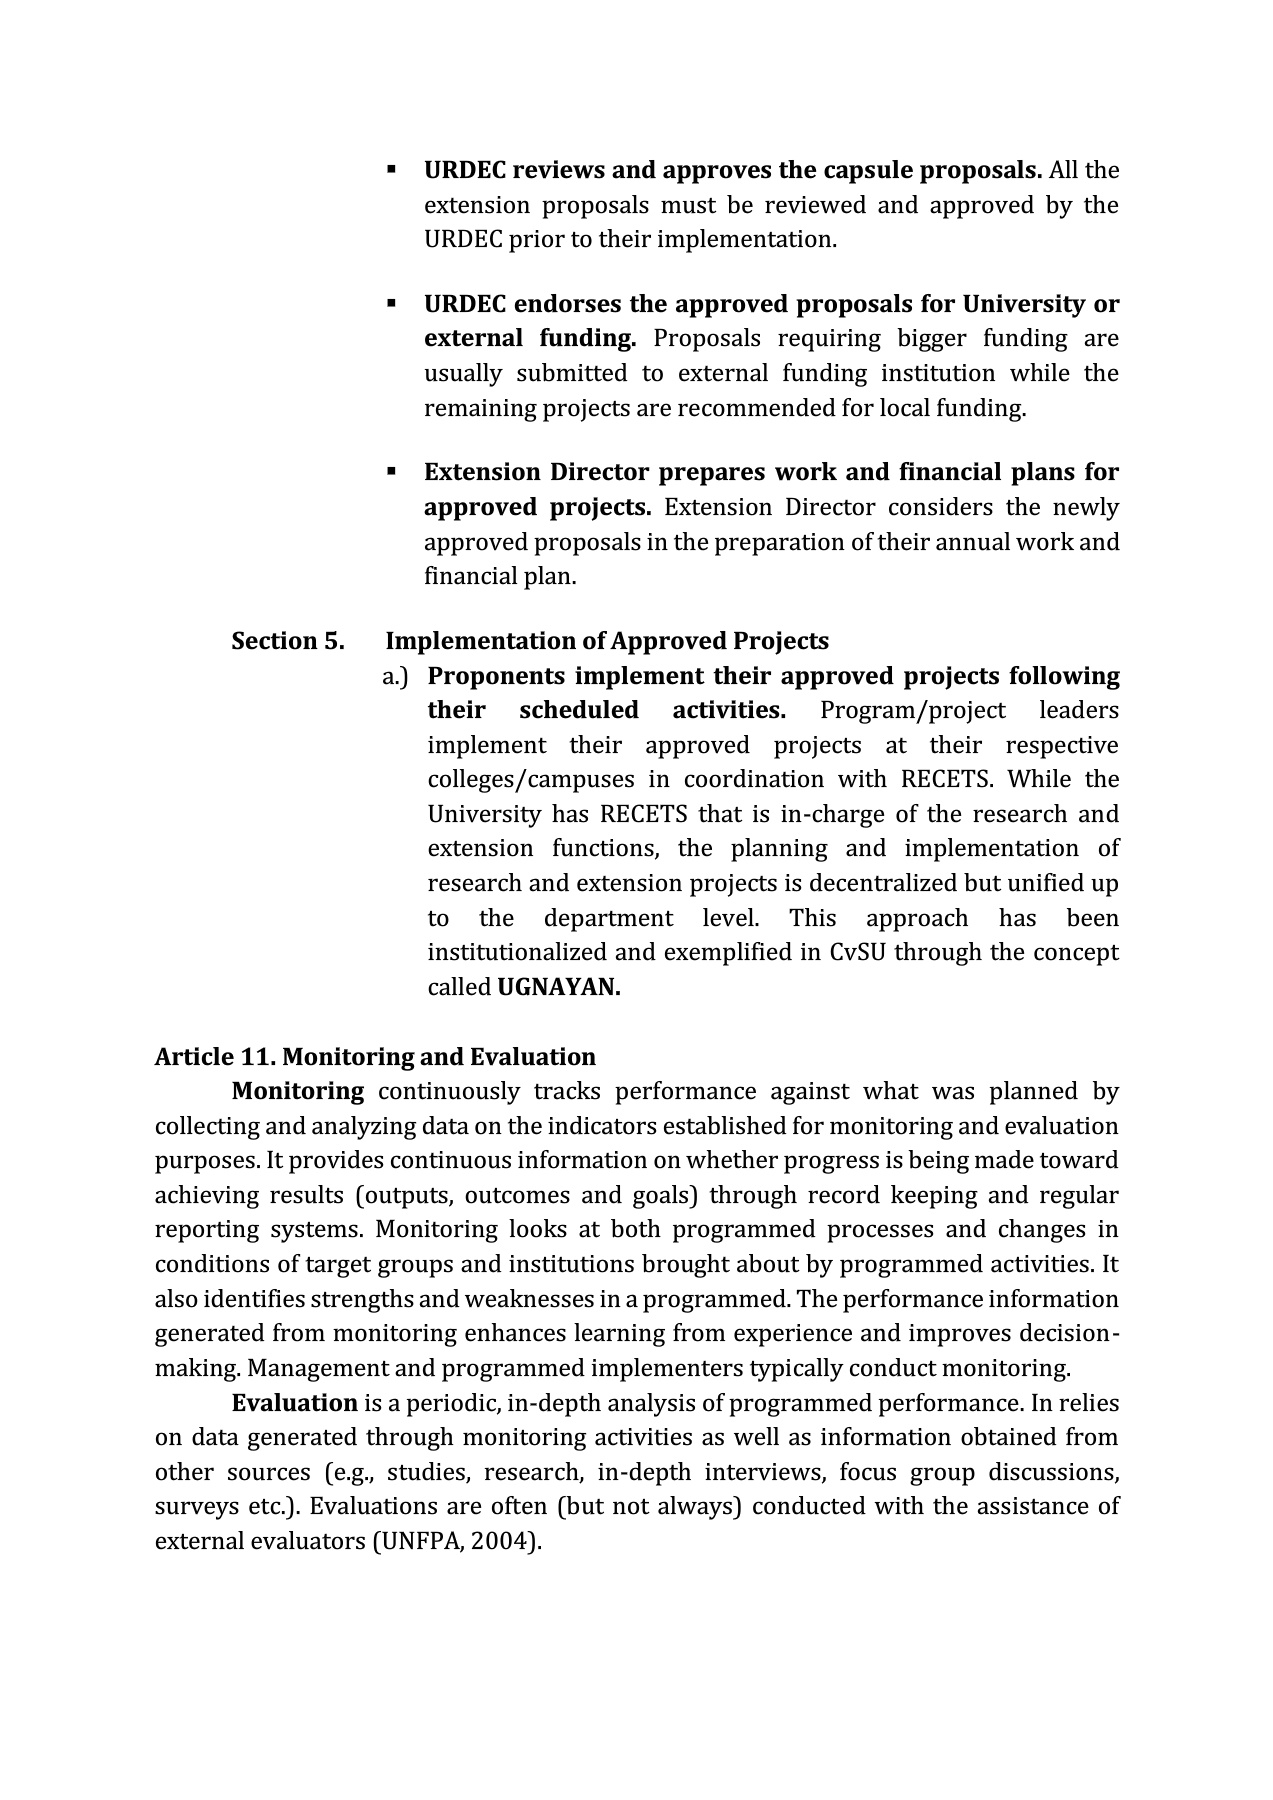 ▪ URDEC reviews and approves the capsule proposals. All the
extension proposals must be reviewed and approved by the
URDEC prior to their implementation.
▪ URDEC endorses the approved proposals for University or
external funding. Proposals requiring bigger funding are
usually submitted to external funding institution while the
remaining projects are recommended for local funding.
▪ Extension Director prepares work and financial plans for
approved projects. Extension Director considers the newly
approved proposals in the preparation of their annual work and
financial plan.
Section 5. Implementation of Approved Projects
a.) Proponents implement their approved projects following
their scheduled activities. Program/project leaders
implement their approved projects at their respective
colleges/campuses in coordination with RECETS. While the
University has RECETS that is in-charge of the research and
extension functions, the planning and implementation of
research and extension projects is decentralized but unified up
to the department level. This approach has been
institutionalized and exemplified in CvSU through the concept
called UGNAYAN.
Article 11. Monitoring and Evaluation
Monitoring continuously tracks performance against what was planned by
collecting and analyzing data on the indicators established for monitoring and evaluation
purposes. It provides continuous information on whether progress is being made toward
achieving results (outputs, outcomes and goals) through record keeping and regular
reporting systems. Monitoring looks at both programmed processes and changes in
conditions of target groups and institutions brought about by programmed activities. It
also identifies strengths and weaknesses in a programmed. The performance information
generated from monitoring enhances learning from experience and improves decision-
making. Management and programmed implementers typically conduct monitoring.
Evaluation is a periodic, in-depth analysis of programmed performance. In relies
on data generated through monitoring activities as well as information obtained from
other sources (e.g., studies, research, in-depth interviews, focus group discussions,
surveys etc.). Evaluations are often (but not always) conducted with the assistance of
external evaluators (UNFPA, 2004).